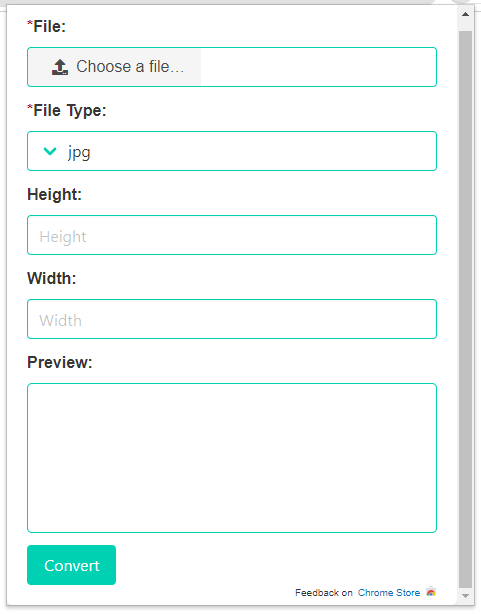 *File:
Choose a file…
*File Type:
jpg
Height:
Height
Width:
Width
Preview:
Convert
Feedback on Chrome Store